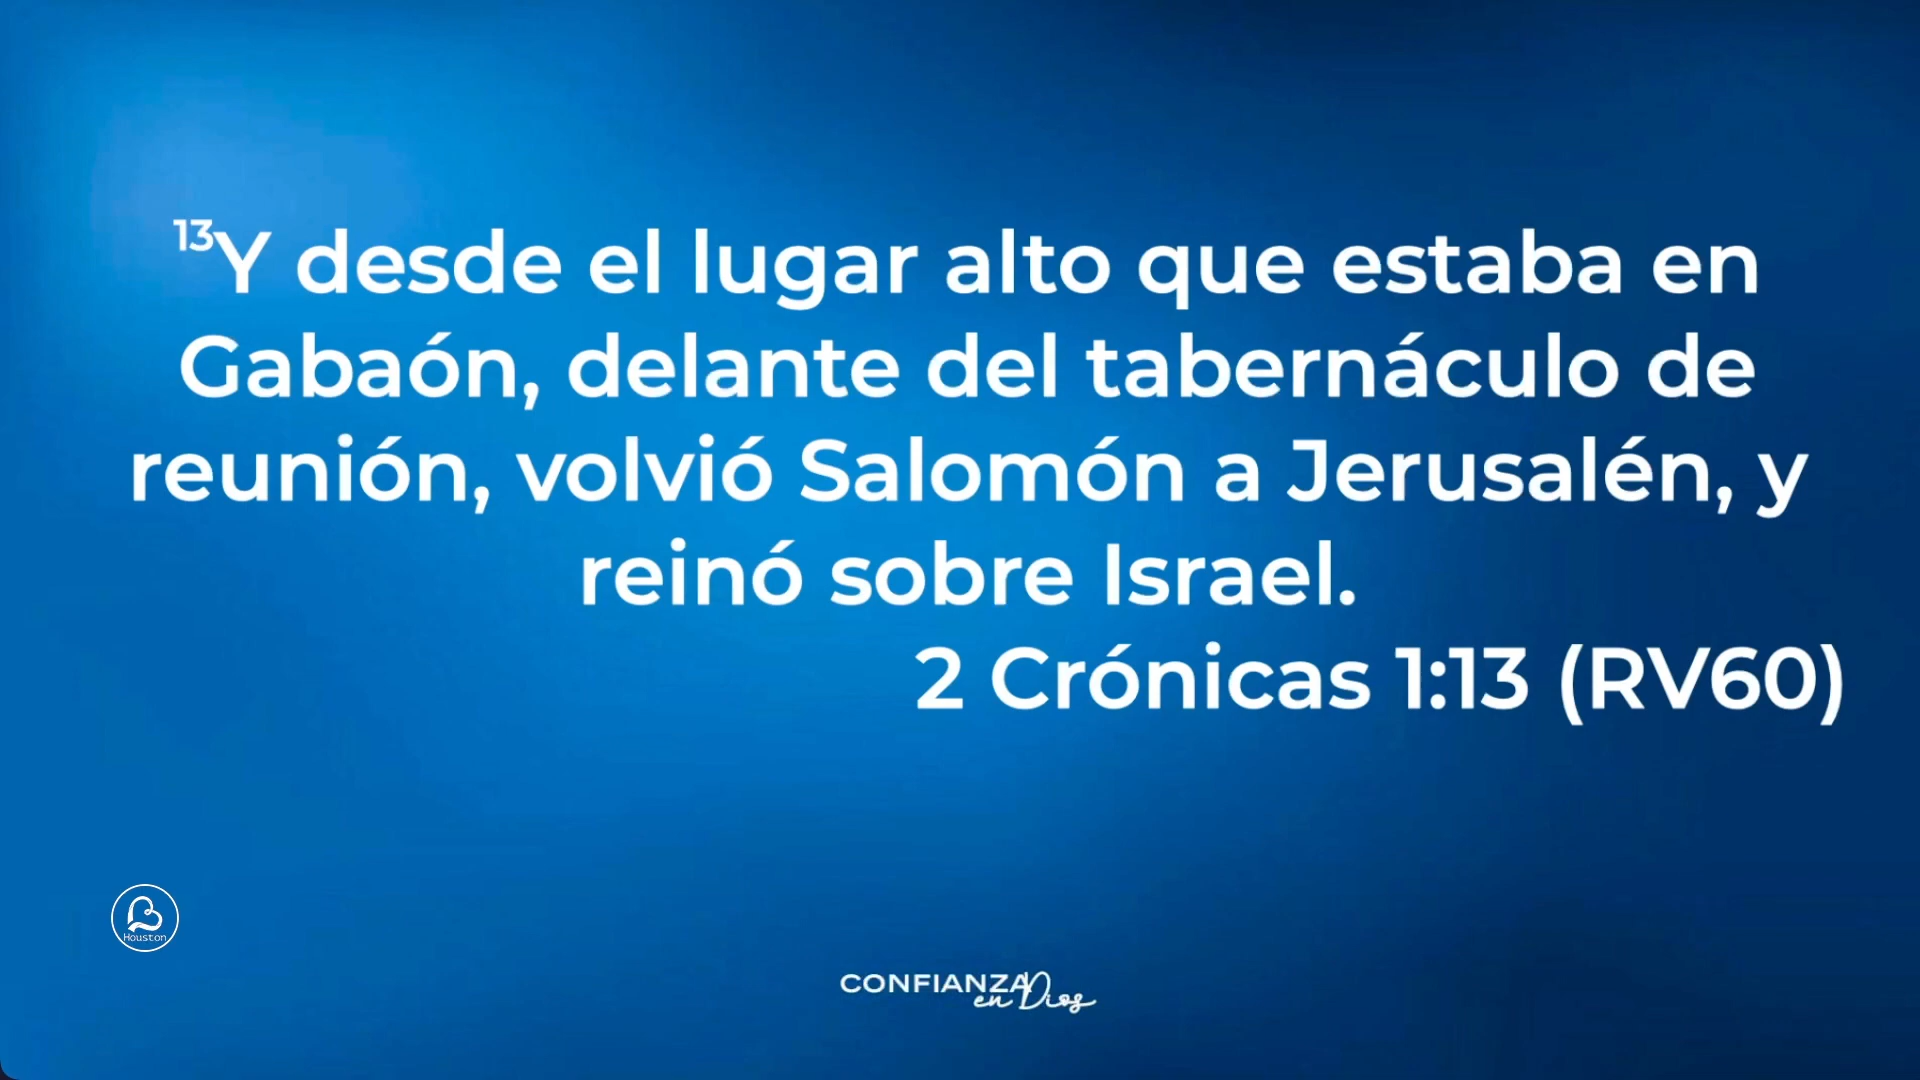 ¹³Y desde el lugar alto que estaba en
Gabaón, delante del tabernáculo de
reunión, volvió Salomón a Jerusalén, y
reinó sobre Israel.
2 Crónicas 1:13 (RV60)
Houston
CONFIANZA
en Dios